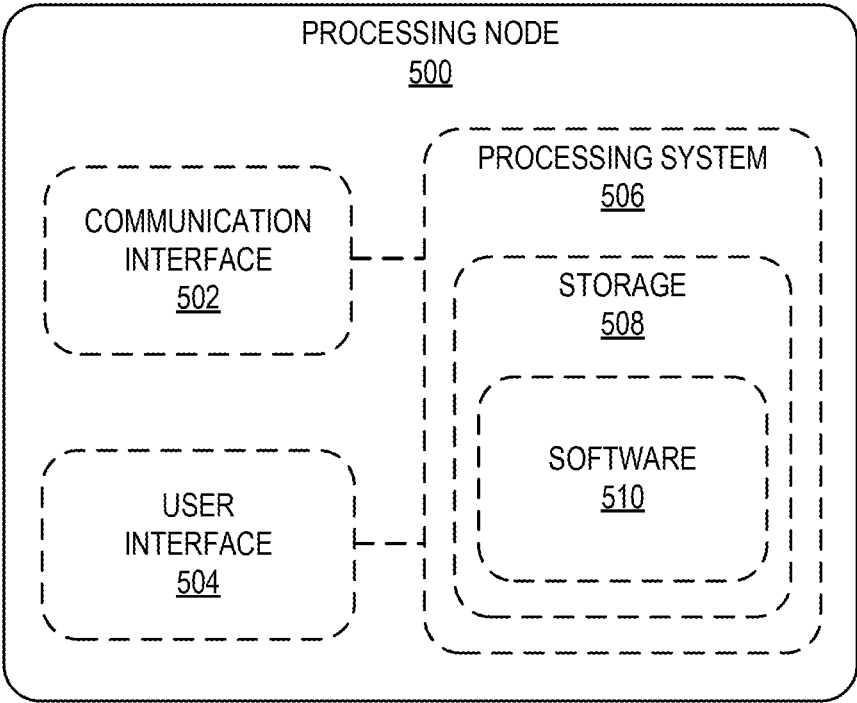 PROCESSING NODE
500
COMMUNICATION
INTERFACE
502
PROCESSING SYSTEM
506
STORAGE
508
SOFTWARE
510
USER
INTERFACE
504